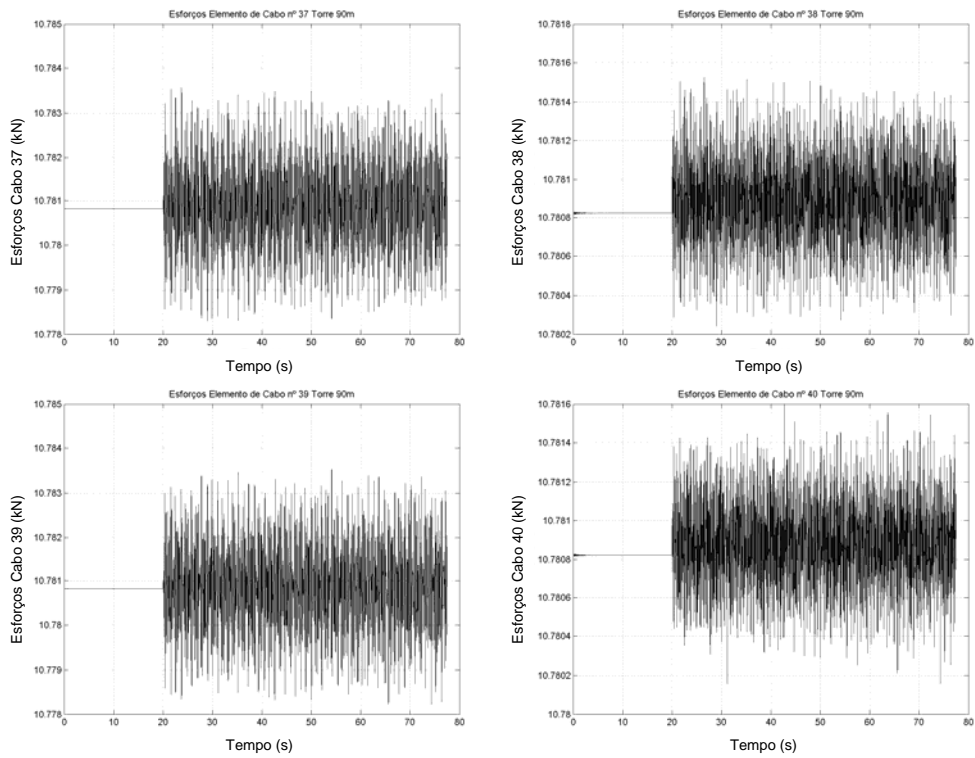 Esforços Elemento de Cabo nº 37 Torre 90m
10.785
10.784
10.783
10.782
10.781
10.78
10.779
10.778
0 10 20 30 40 50 60 70 80
Esforços Cabo 37 (kN)
Tempo (s)
Esforços Elemento de Cabo nº 38 Torre 90m
10.7818
10.7816
10.7814
10.7812
10.781
10.7808
10.7806
10.7804
10.7802
0 10 20 30 40 50 60 70 80
Esforços Cabo 38 (kN)
Tempo (s)
Esforços Elemento de Cabo nº 39 Torre 90m
10.785
10.784
10.783
10.782
10.781
10.78
10.779
10.778
0 10 20 30 40 50 60 70 80
Esforços Cabo 39 (kN)
Tempo (s)
Esforços Elemento de Cabo nº 40 Torre 90m
10.7816
10.7814
10.7812
10.781
10.7808
10.7806
10.7804
10.7802
10.78
0 10 20 30 40 50 60 70 80
Esforços Cabo 40 (kN)
Tempo (s)